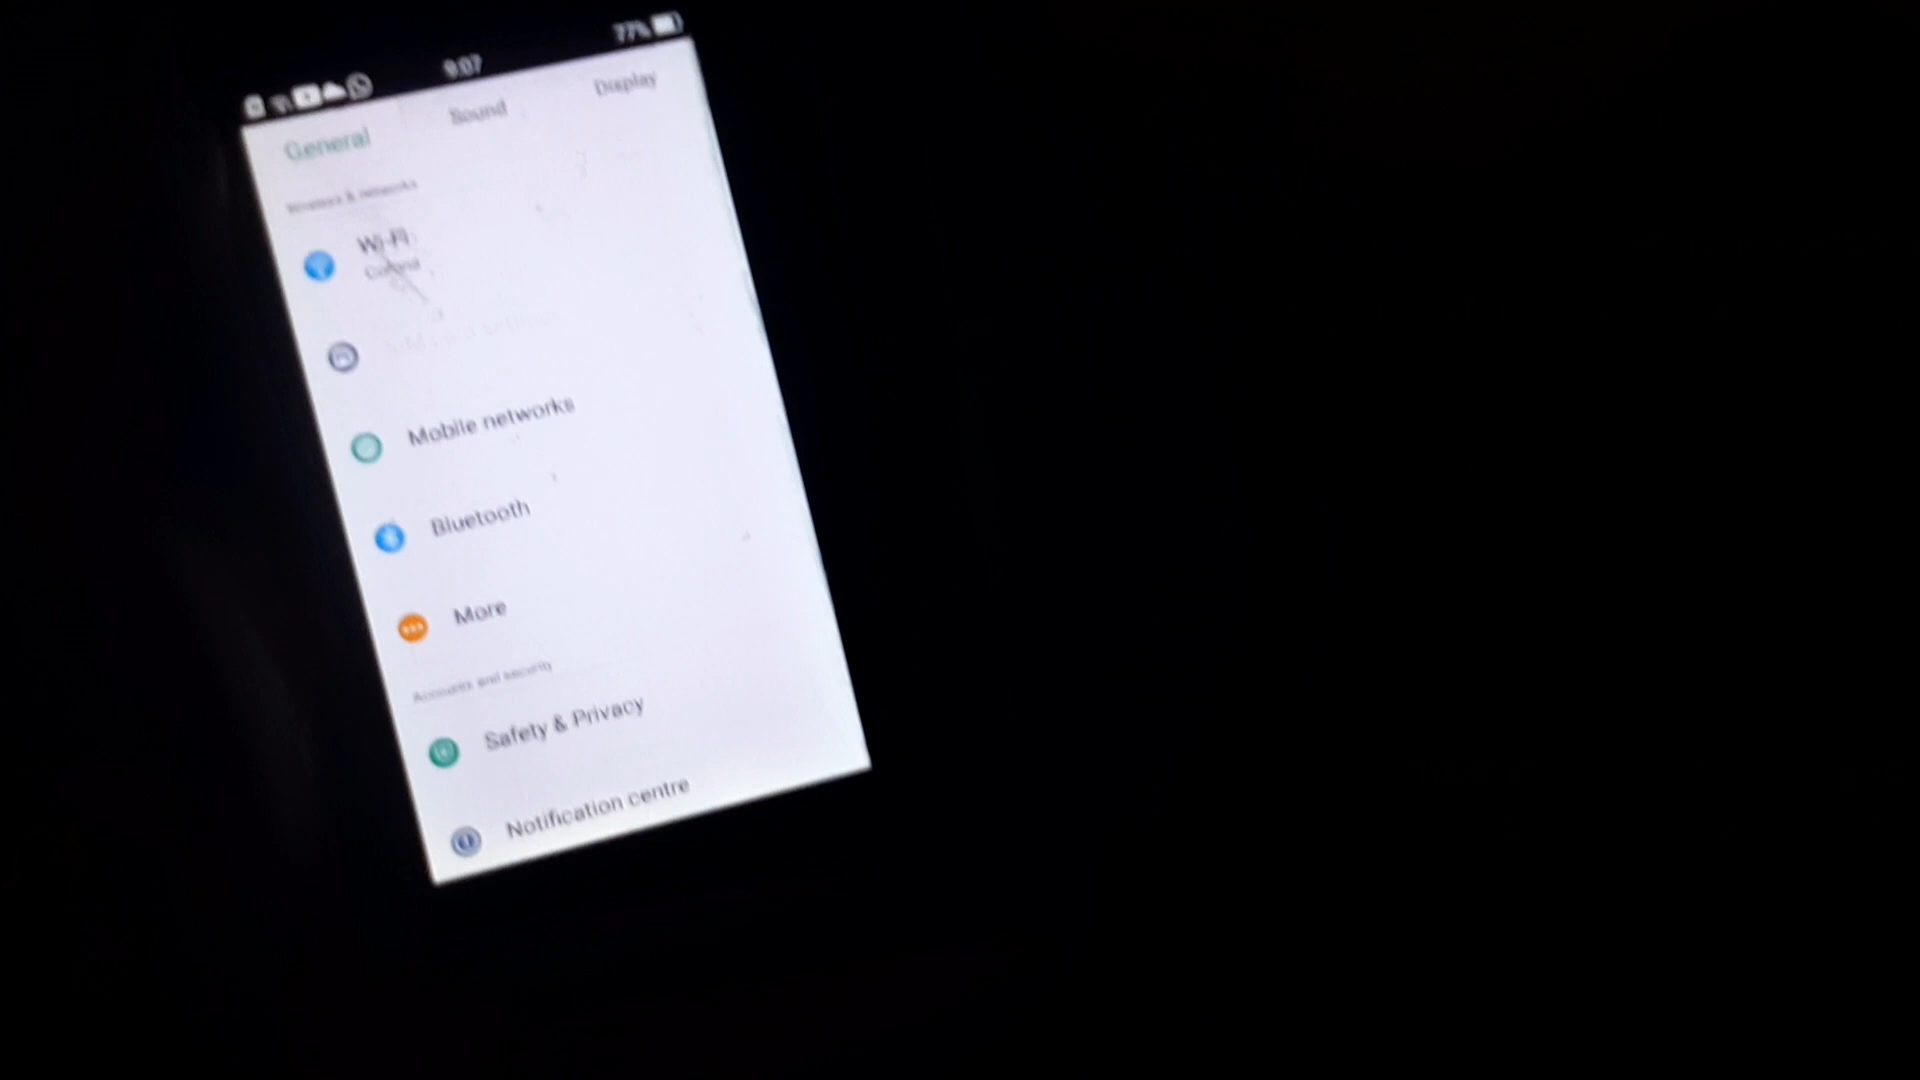 77%
9:07
General
Sound
Display
Wireless & networks
Wi-Fi
Mobile networks
Bluetooth
More
Accounts and security
Safety & Privacy
Notification centre